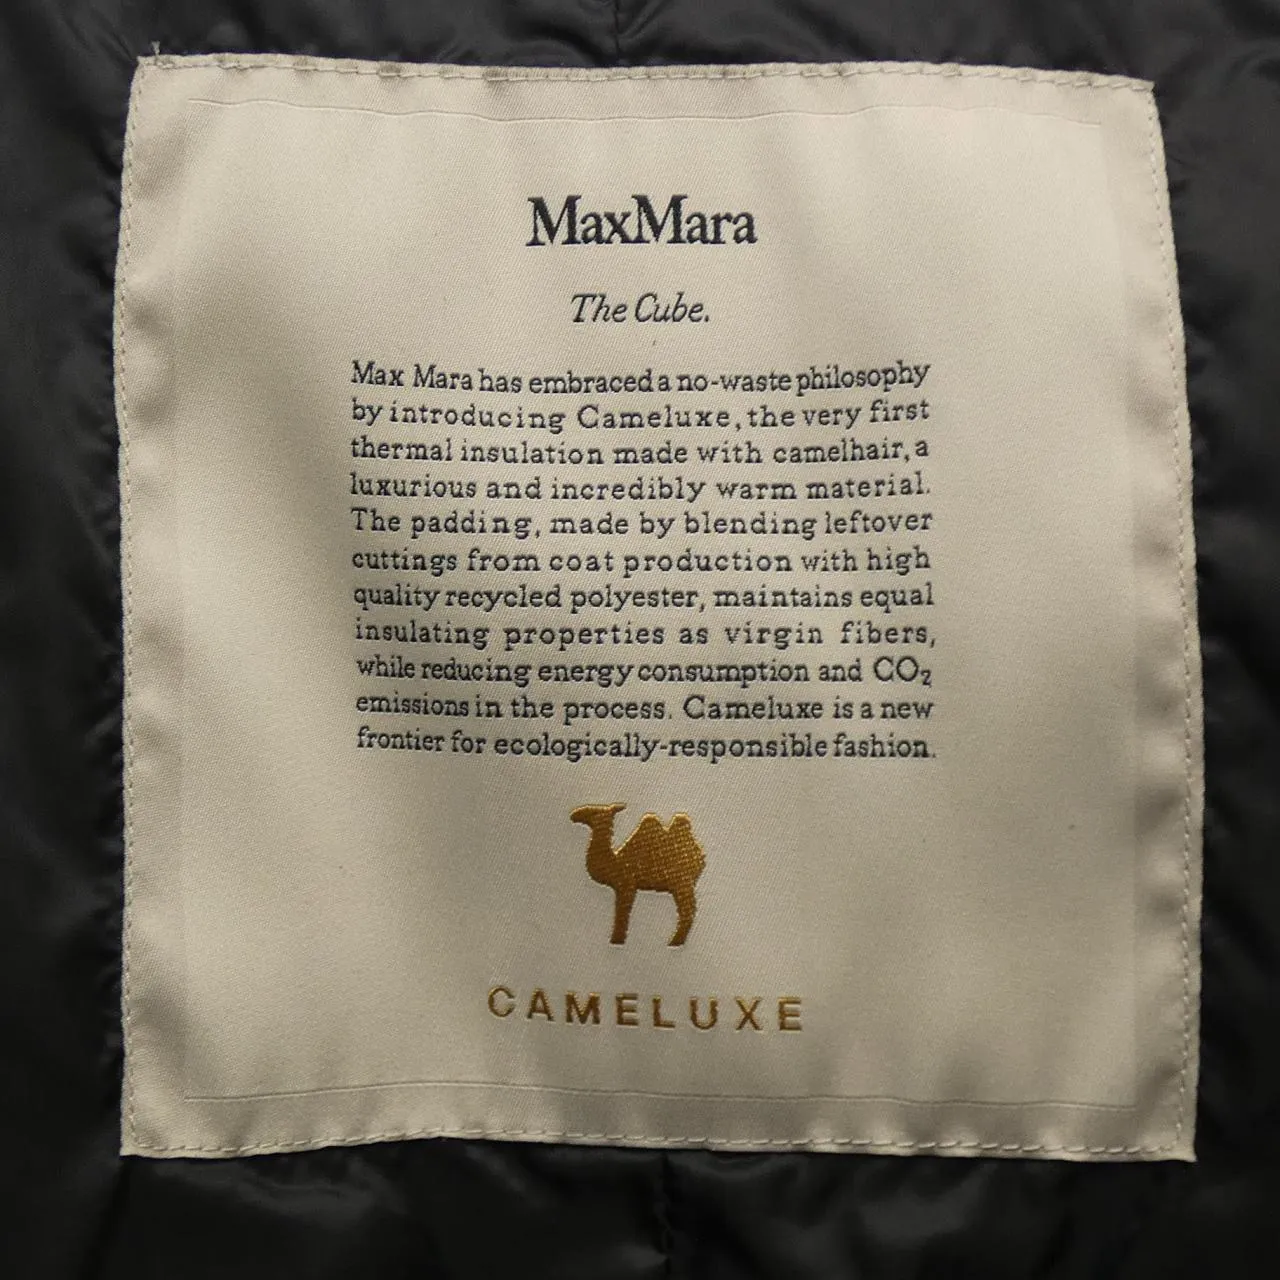 MaxMara
The Cube.
Max Mara has embraced a no-waste philosophy
by introducing Cameluxe, the very first
thermal insulation made with camelhair, a
luxurious and incredibly warm material.
The padding, made by blending leftover
cuttings from coat production with high
quality recycled polyester, maintains equal
insulating properties as virgin fibers,
while reducing energy consumption and CO₂
emissions in the process. Cameluxe is a new
frontier for ecologically-responsible fashion.
CAMELUXE